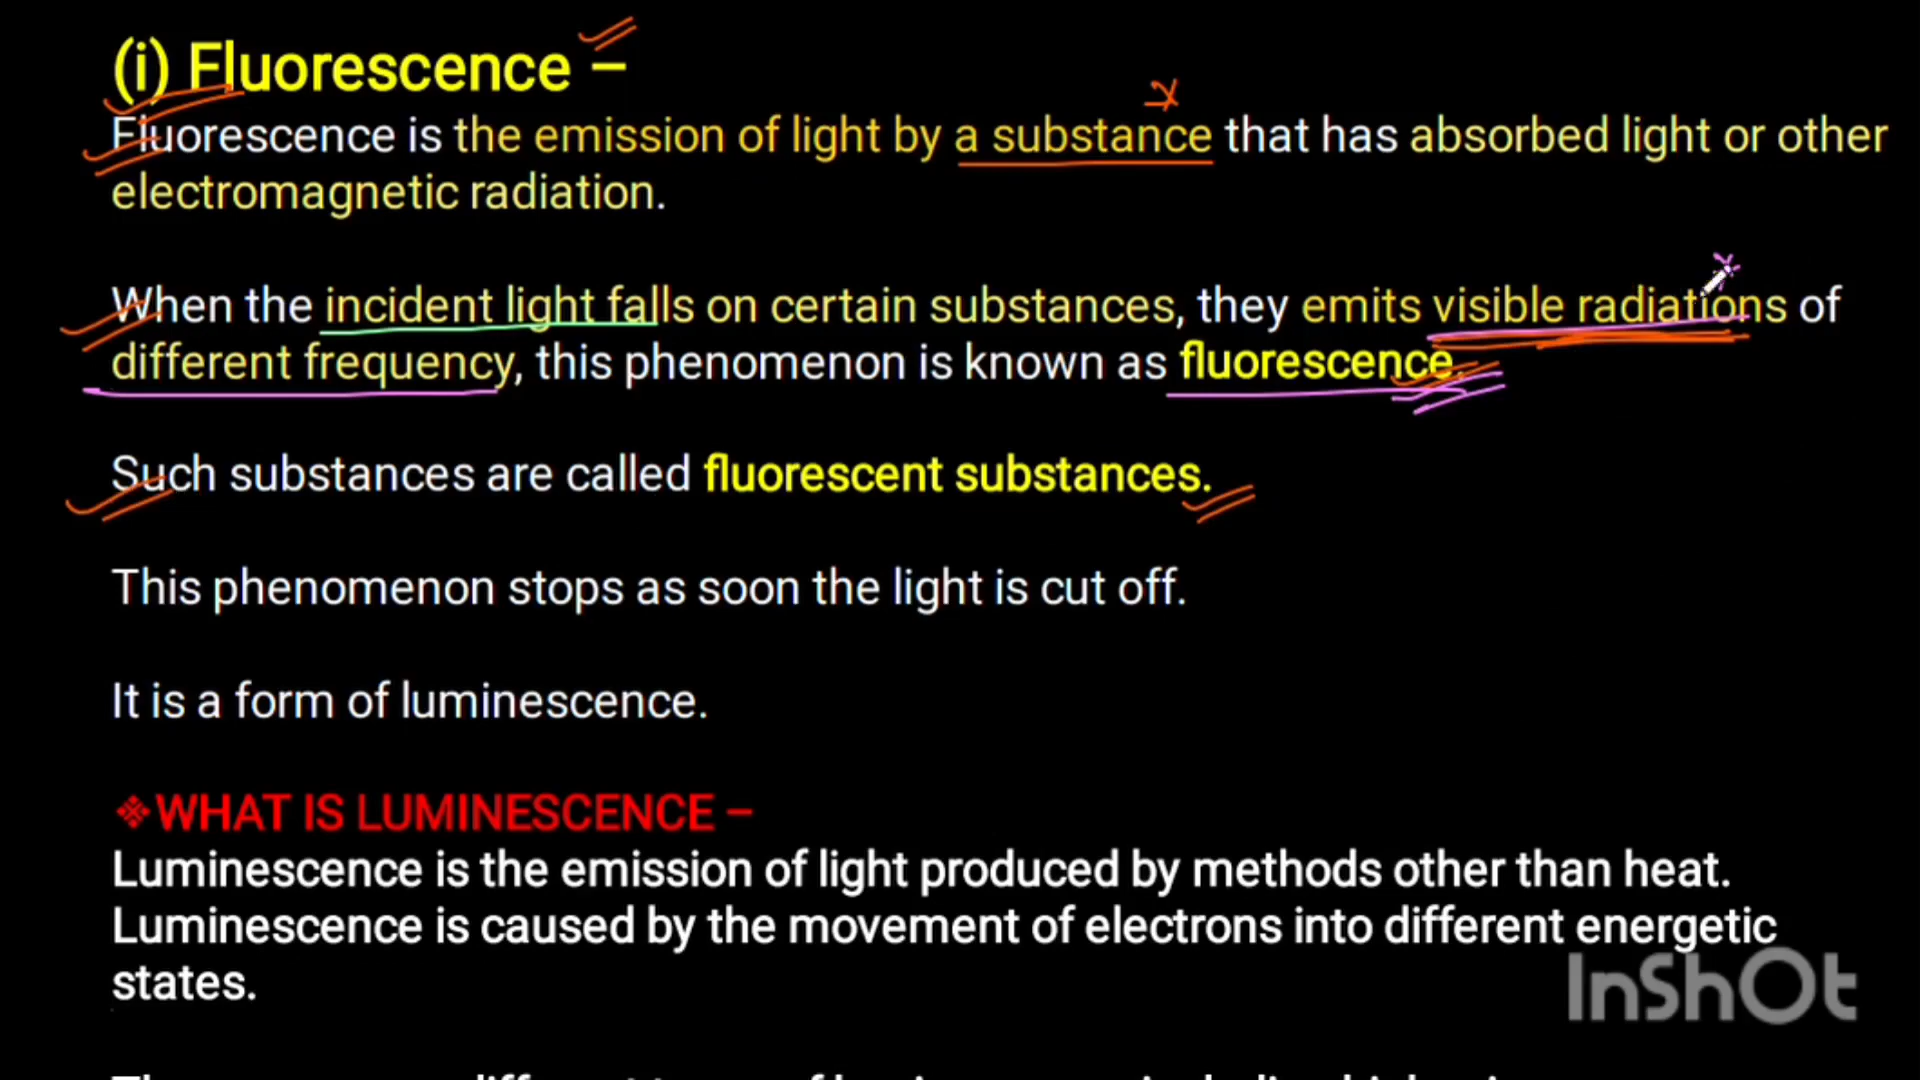 (i) Fluorescence –
Fluorescence is the emission of light by a substance that has absorbed light or other
electromagnetic radiation.
When the incident light falls on certain substances, they emits visible radiations of
different frequency, this phenomenon is known as fluorescence.
Such substances are called fluorescent substances.
This phenomenon stops as soon the light is cut off.
It is a form of luminescence.
❖WHAT IS LUMINESCENCE –
Luminescence is the emission of light produced by methods other than heat.
Luminescence is caused by the movement of electrons into different energetic
states.
InShOt